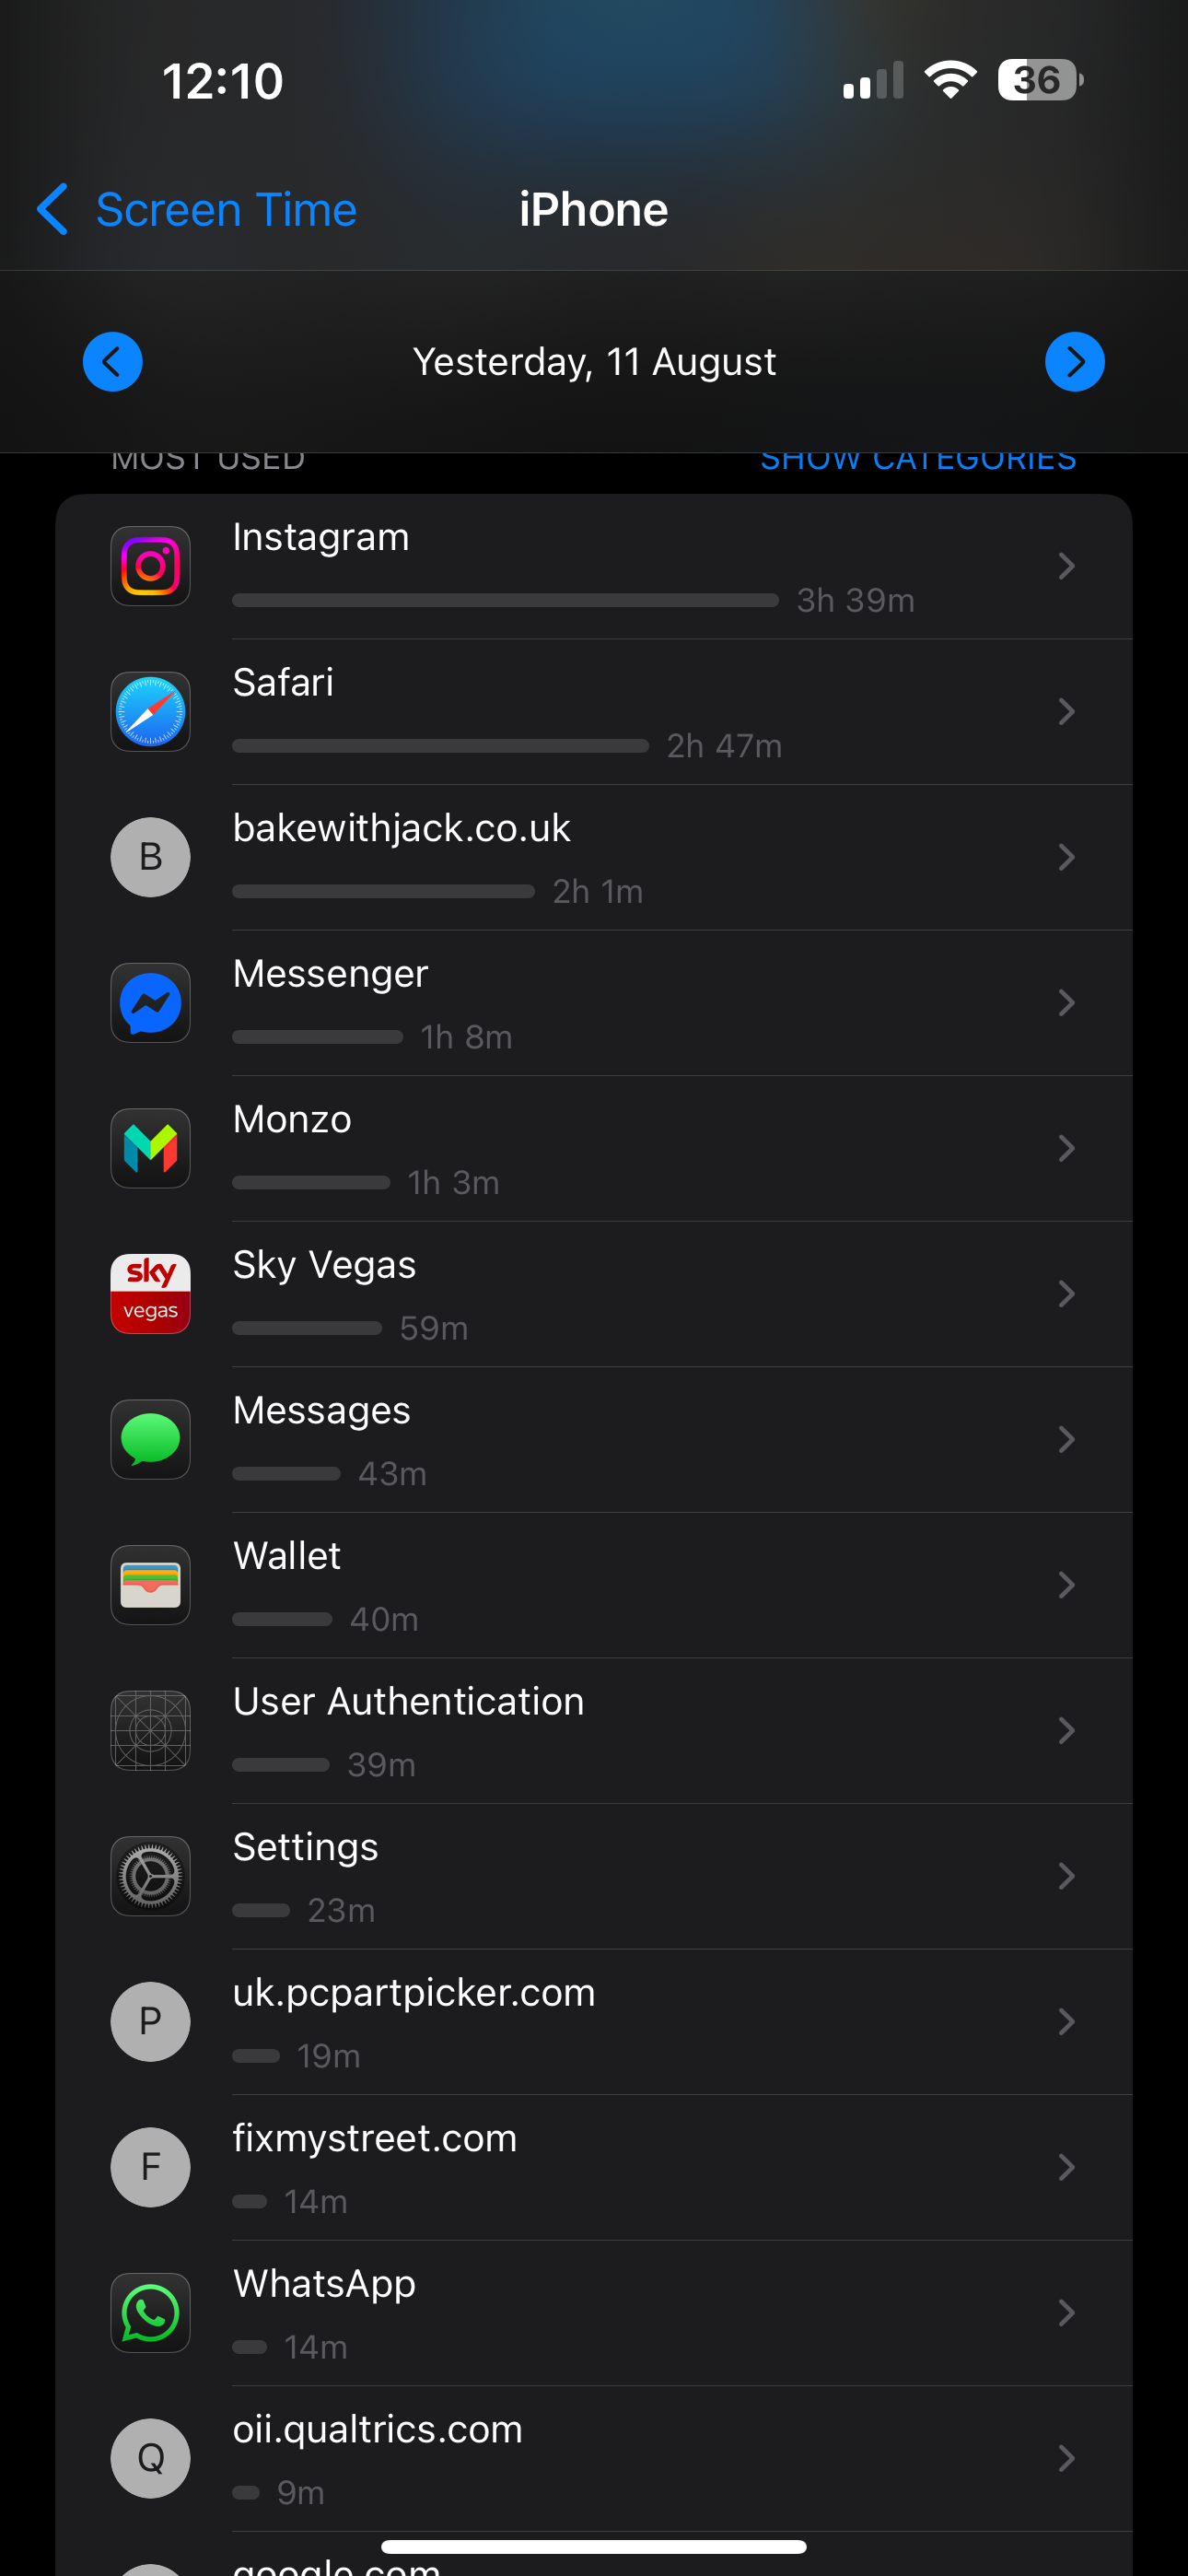 12:10
36
Screen Time
iPhone
Yesterday, 11 August
MOST USED
SHOW CATEGORIES
Instagram
3h 39m
Safari
2h 47m
B
bakewithjack.co.uk
2h 1m
Messenger
1h 8m
Monzo
1h 3m
sky
vegas
Sky Vegas
59m
Messages
43m
Wallet
40m
User Authentication
39m
Settings
23m
P
uk.pcpartpicker.com
19m
F
fixmystreet.com
14m
WhatsApp
14m
Q
oii.qualtrics.com
9m
google.com